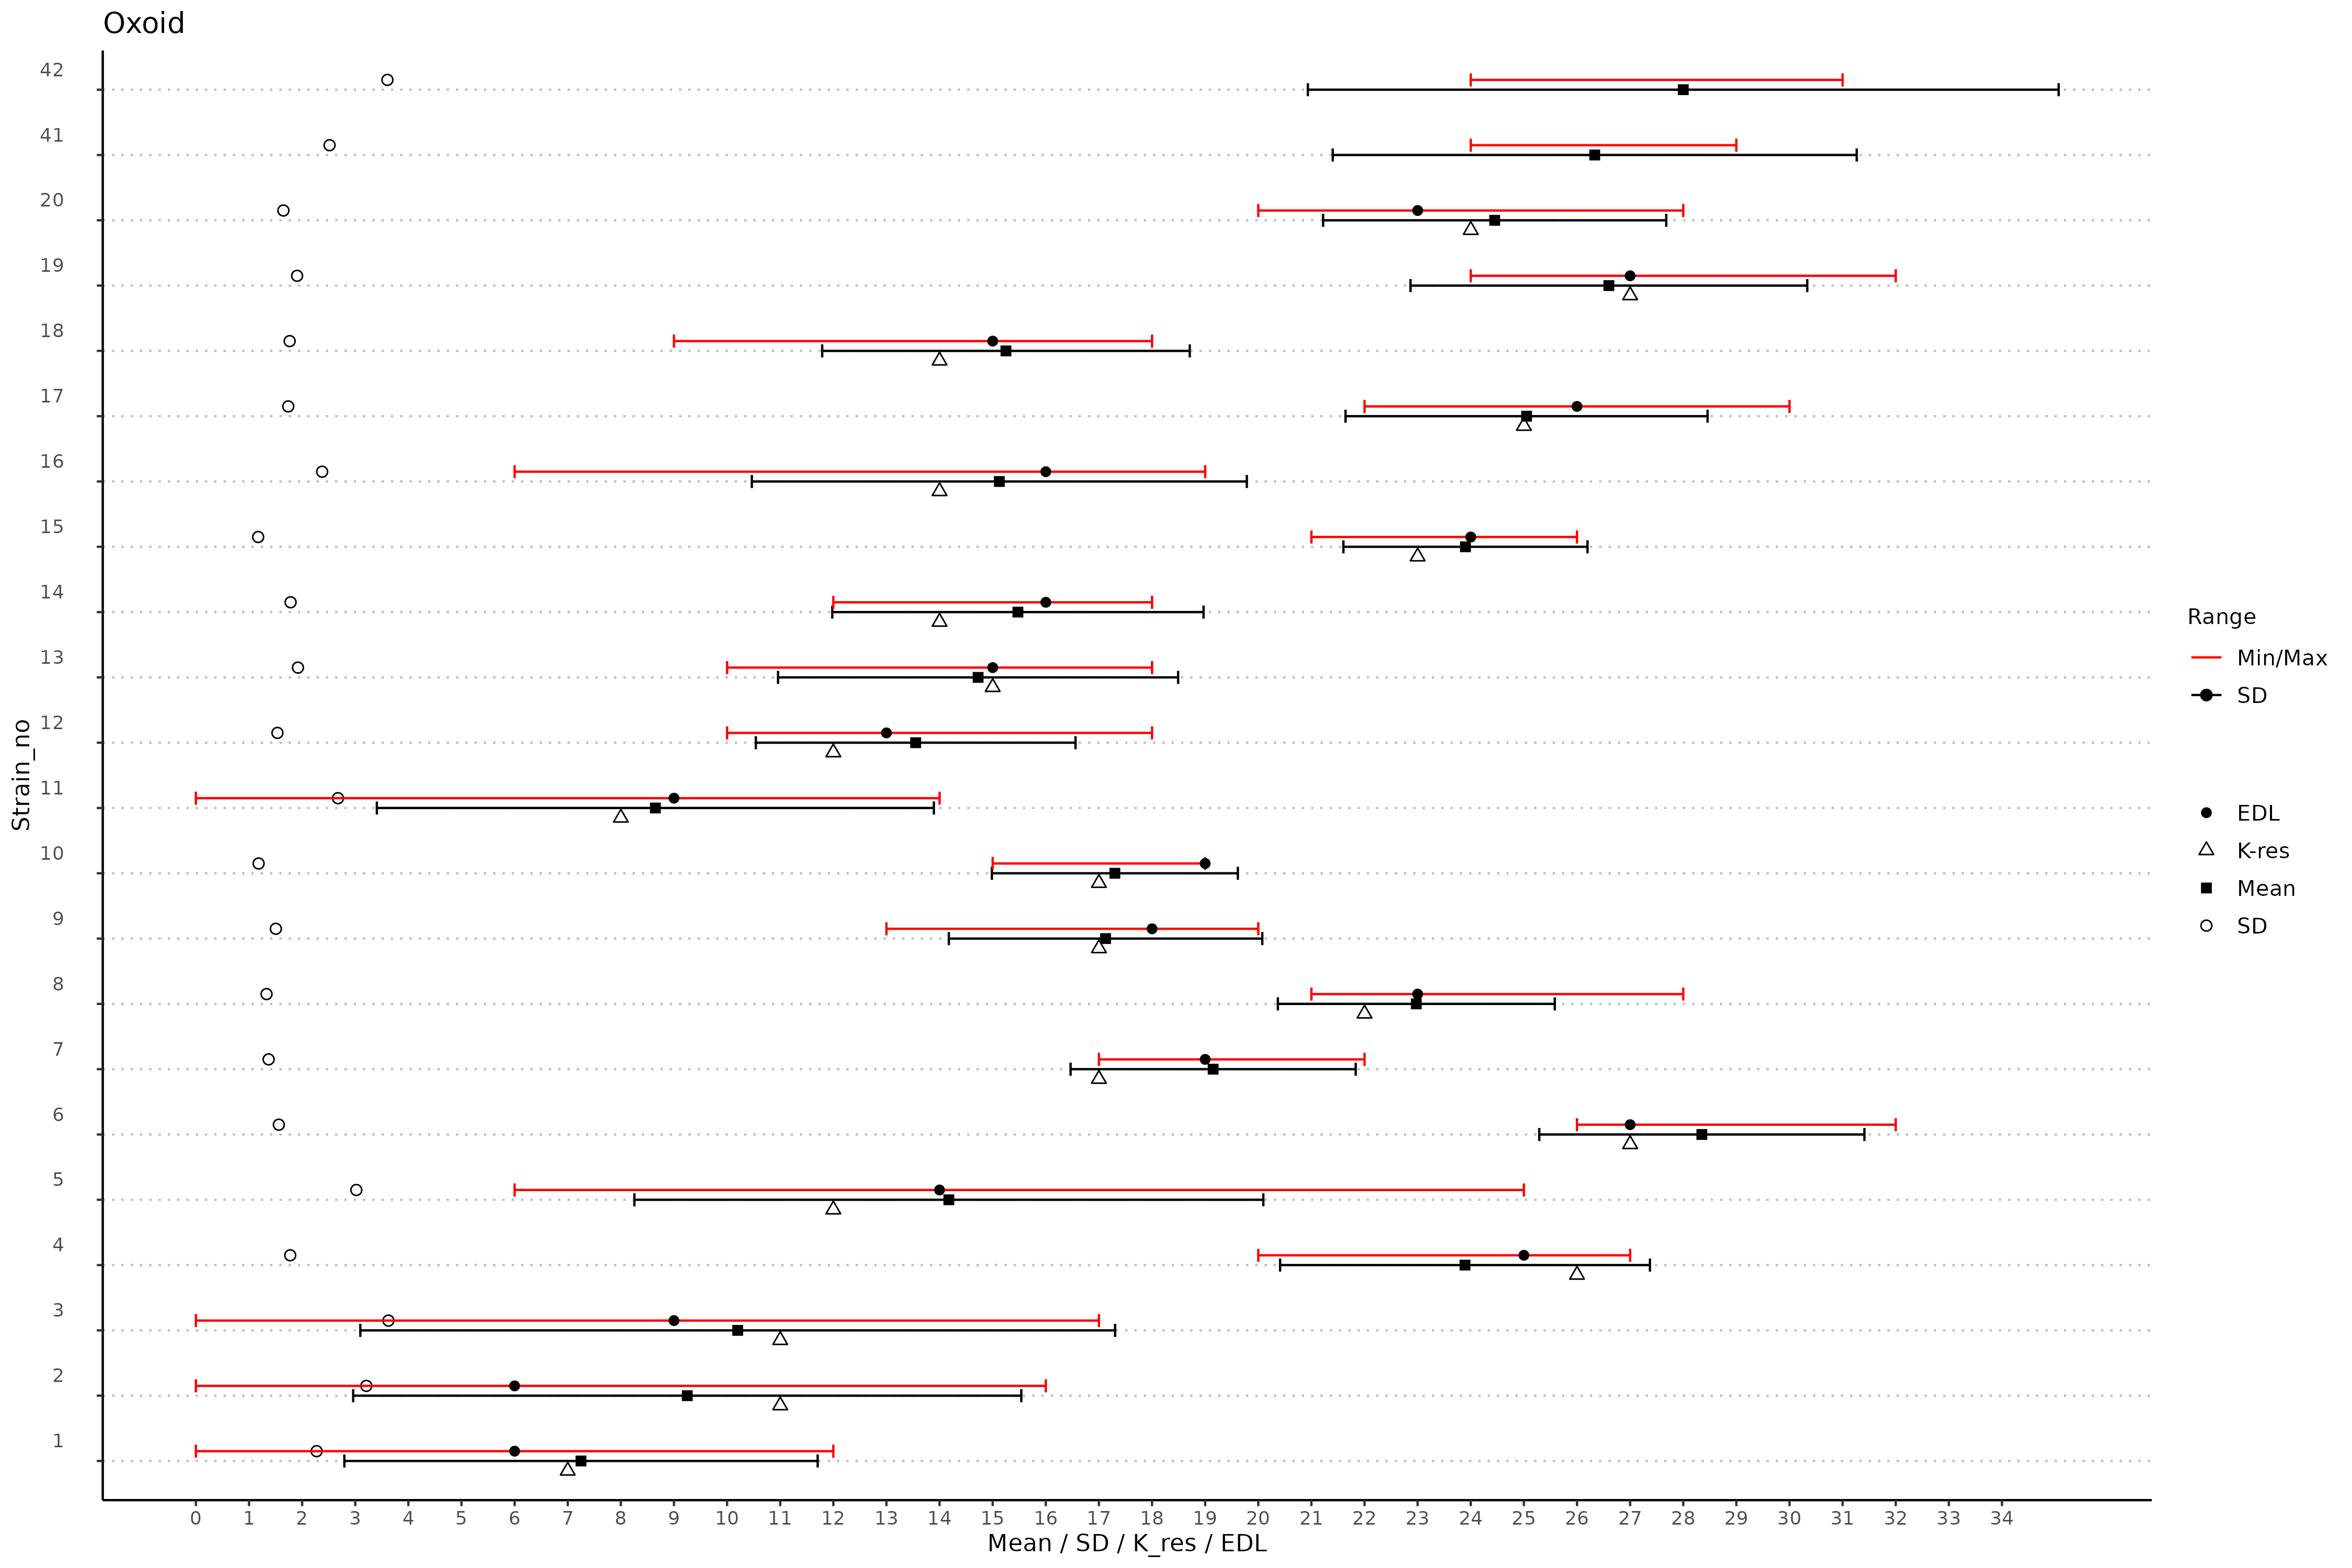 Oxoid
42
41
20
19
18
17
16
15
14
13
12
11
10
9
8
7
6
5
4
3
2
1
Strain_no
0 1 2 3 4 5 6 7 8 9 10 11 12 13 14 15 16 17 18 19 20 21 22 23 24 25 26 27 28 29 30 31 32 33 34
Mean / SD / K_res / EDL
Range
Min/Max
SD
EDL
K-res
Mean
SD